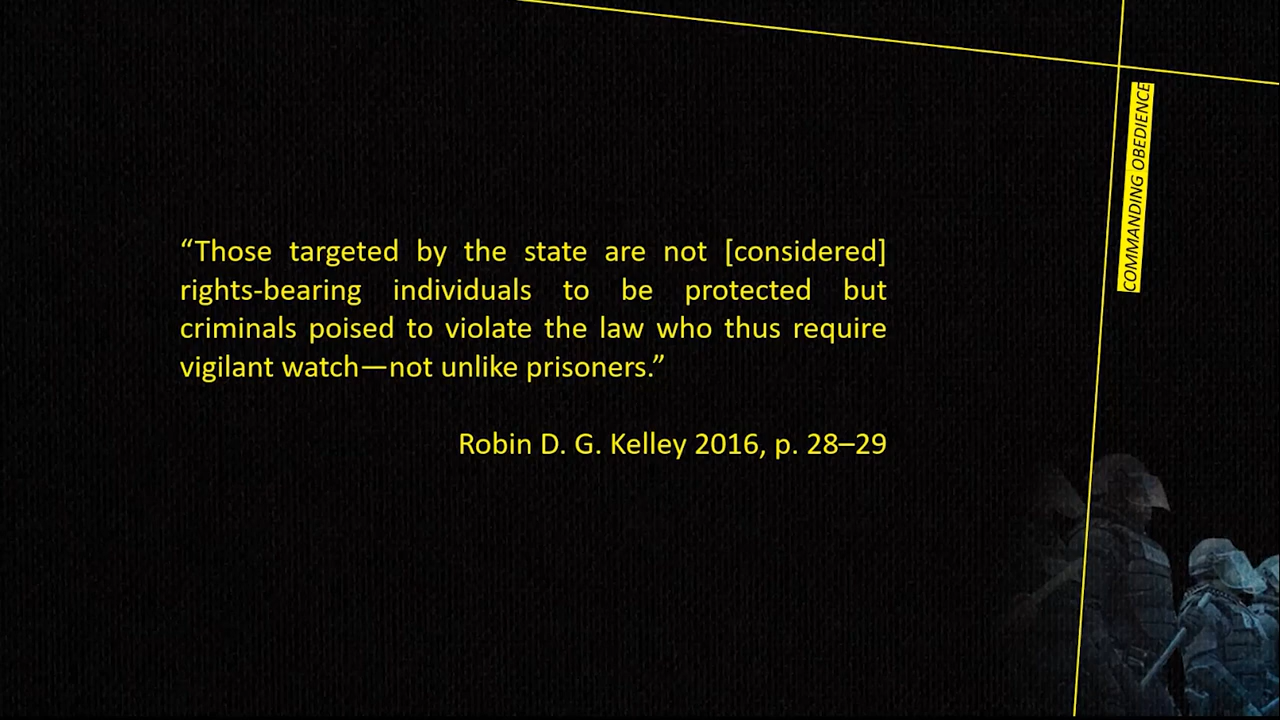 COMMANDING OBEDIENCE
“Those targeted by the state are not [considered]
rights-bearing individuals to be protected but
criminals poised to violate the law who thus require
vigilant watch—not unlike prisoners.”
Robin D. G. Kelley 2016, p. 28–29